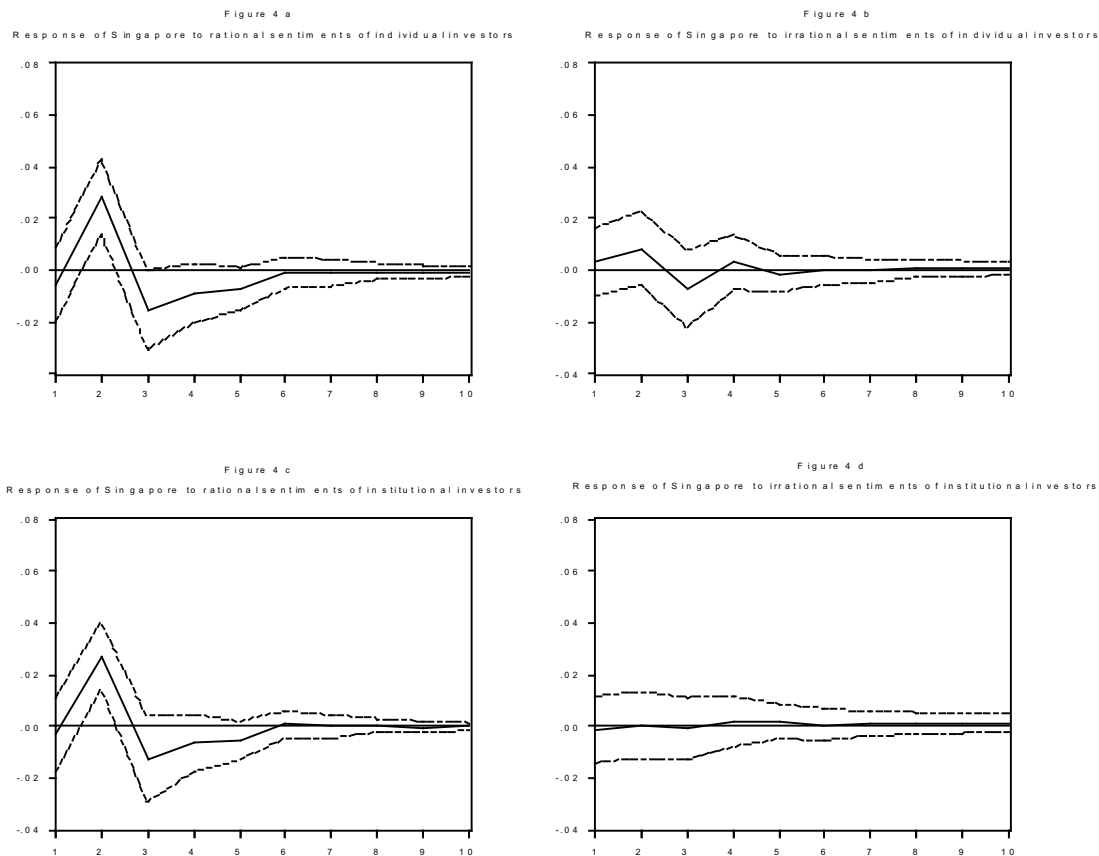 Figure 4 a
Response of Singapore to rational sentiments of individual investors
.08
.06
.04
.02
.00
-.02
1 2 3 4 5 6 7 8 9 10
Figure 4 b
Response of Singapore to irrational sentiments of individual investors
.08
.06
.04
.02
.00
-.02
-.04
1 2 3 4 5 6 7 8 9 10
Figure 4 c
Response of Singapore to rational sentiments of institutional investors
.08
.06
.04
.02
.00
-.02
-.04
1 2 3 4 5 6 7 8 9 10
Figure 4 d
Response of Singapore to irrational sentiments of institutional investors
.08
.06
.04
.02
.00
-.02
-.04
1 2 3 4 5 6 7 8 9 10